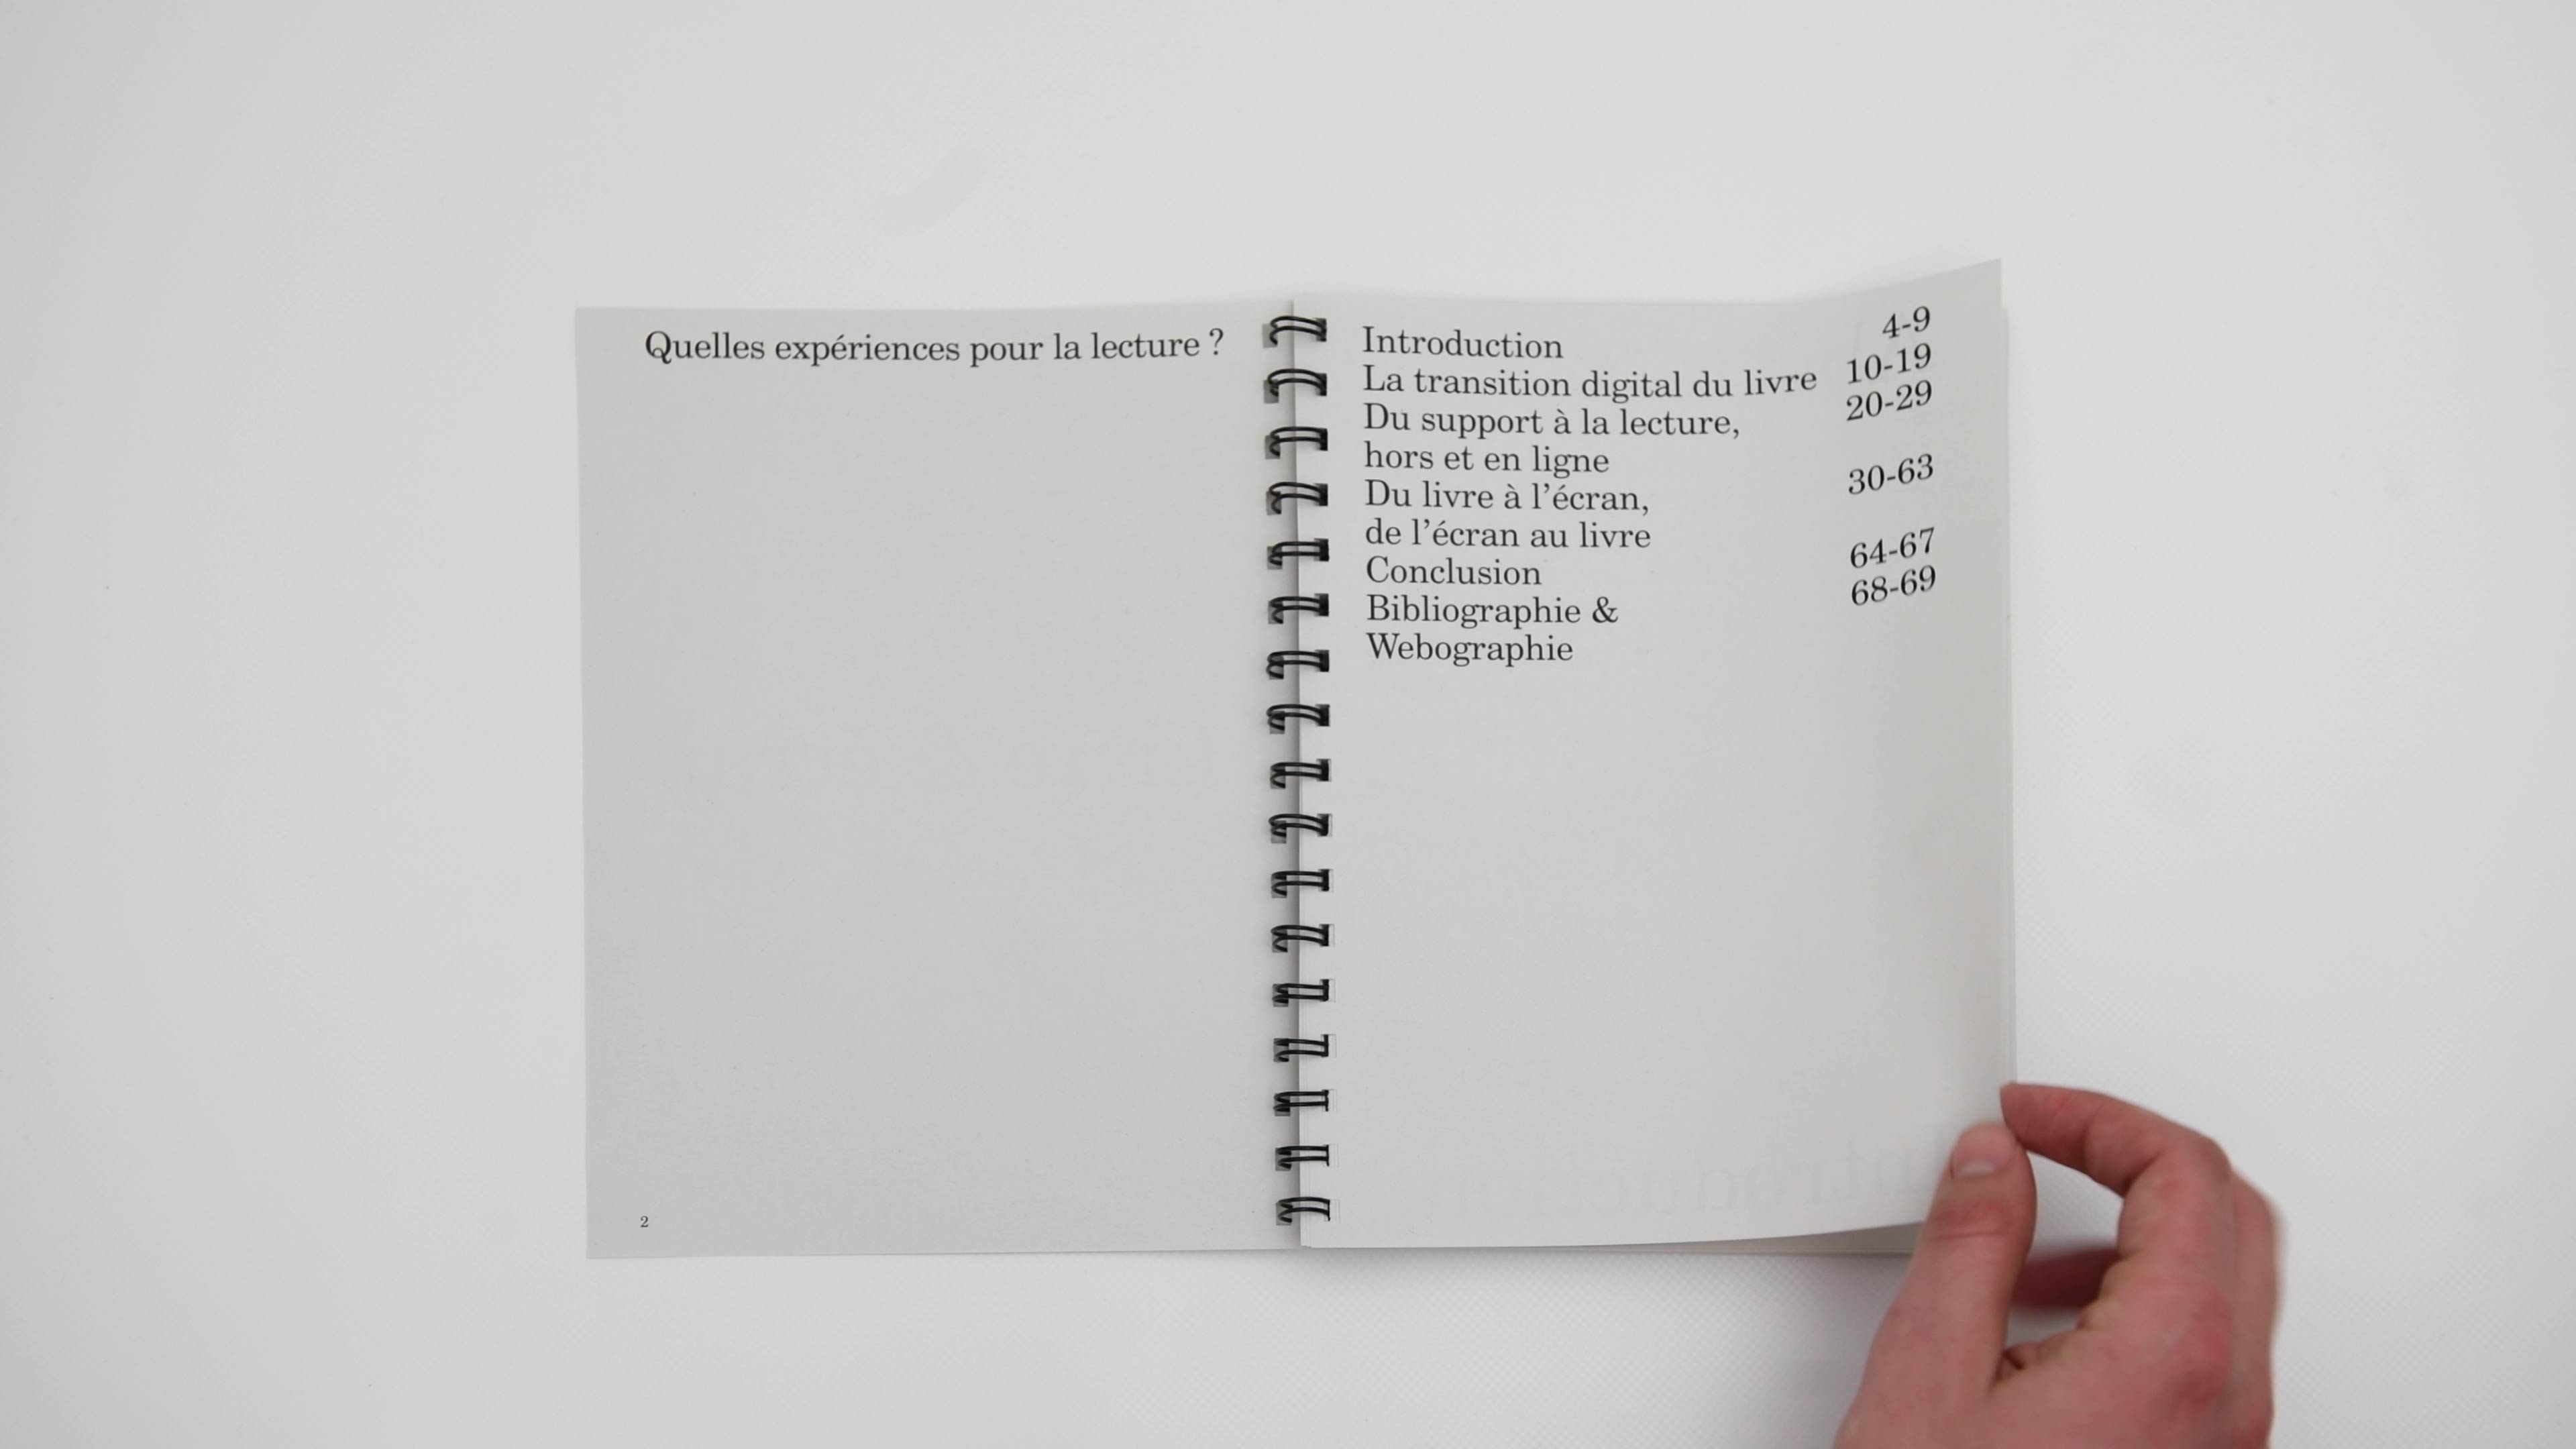 Quelles expériences pour la lecture ?
2
Introduction 4-9
La transition digital du livre 10-19
Du support à la lecture, 20-29
hors et en ligne
Du livre à l’écran, 30-63
de l’écran au livre
Conclusion 64-67
Bibliographie & 68-69
Webographie